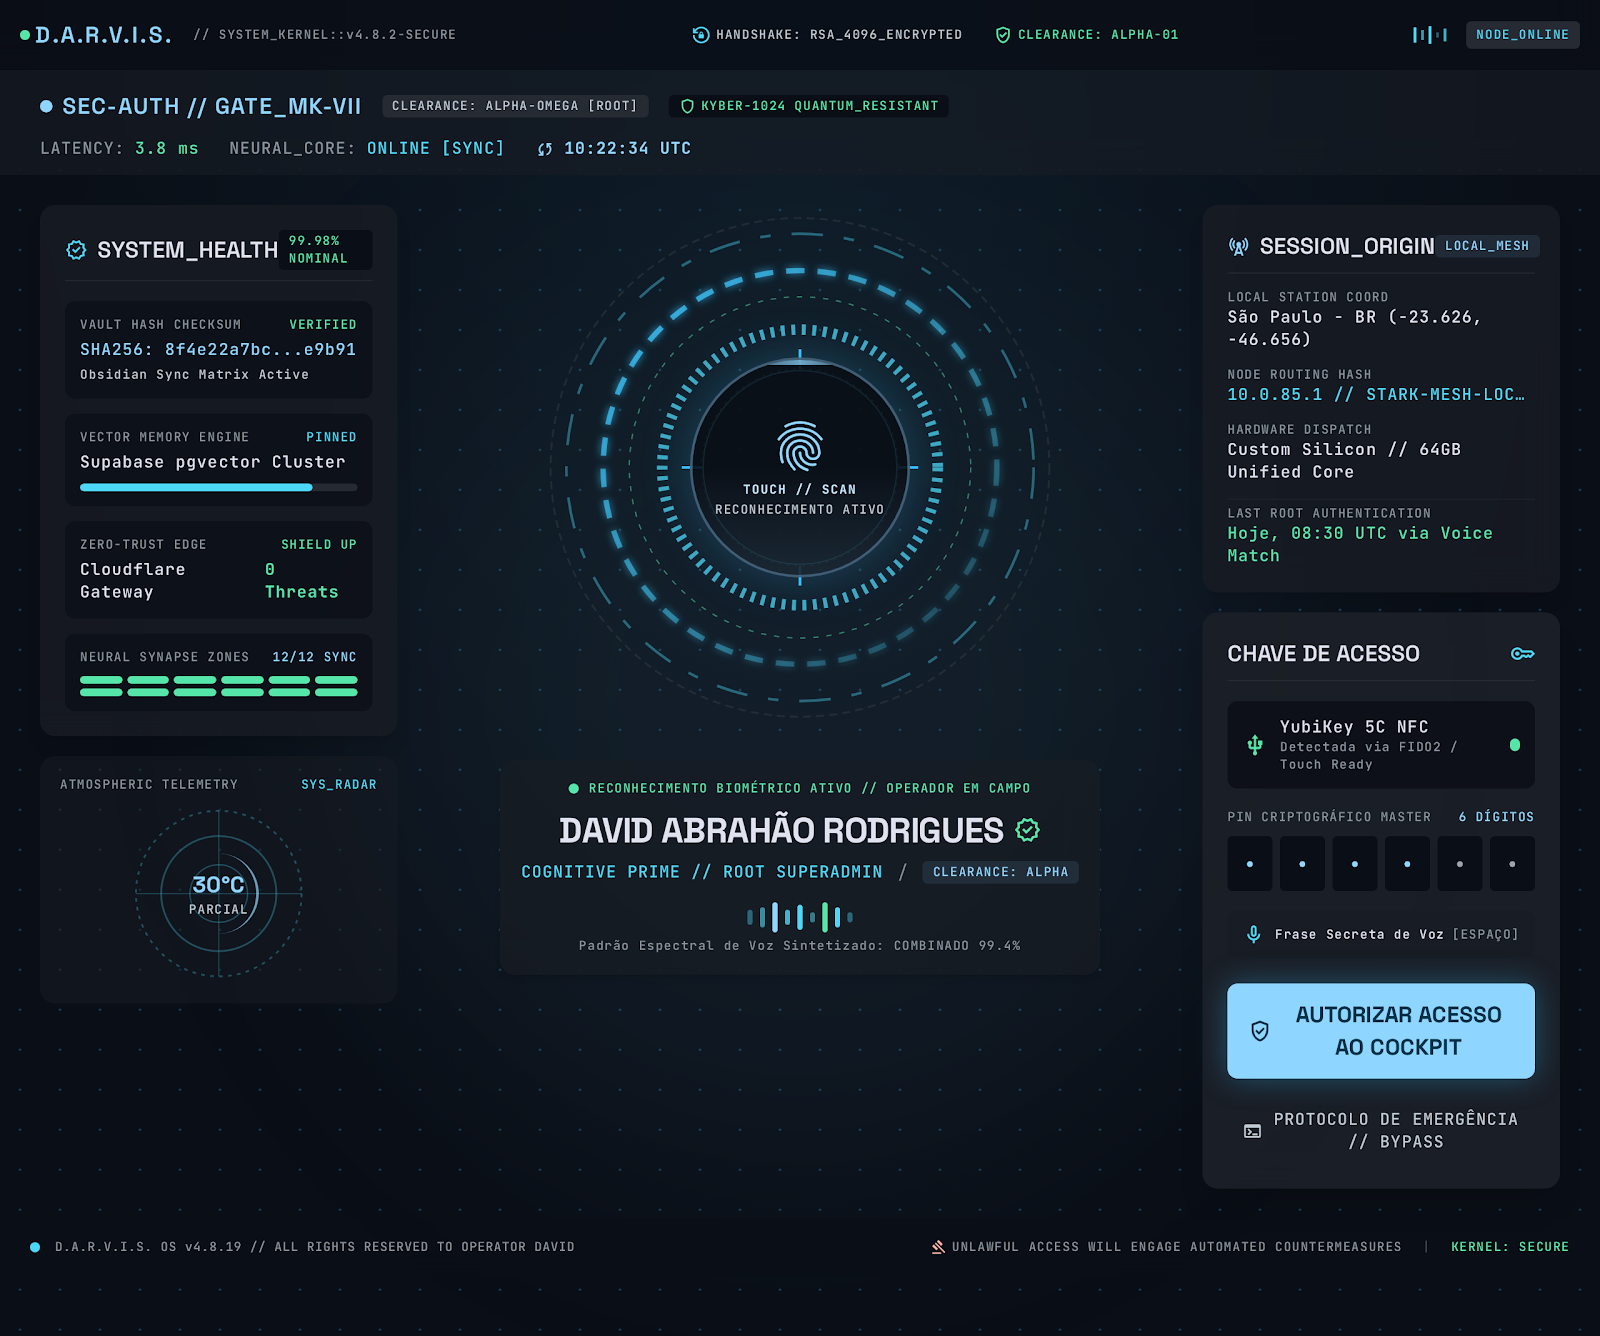 D.A.R.V.I.S.
// SYSTEM_KERNEL::v4.8.2-SECURE
HANDSHAKE: RSA_4096_ENCRYPTED
CLEARANCE: ALPHA-01
NODE_ONLINE
SEC-AUTH // GATE_MK-VII
CLEARANCE: ALPHA-OMEGA [ROOT]
KYBER-1024 QUANTUM_RESISTANT
LATENCY: 3.8 ms
NEURAL_CORE: ONLINE [SYNC]
10:22:34 UTC
SYSTEM_HEALTH
99.98%
NOMINAL
VAULT HASH CHECKSUM
VERIFIED
SHA256: 8f4e22a7bc...e9b91
Obsidian Sync Matrix Active
VECTOR MEMORY ENGINE
PINNED
Supabase pgvector Cluster
ZERO-TRUST EDGE
SHIELD UP
Cloudflare
Gateway
0
Threats
NEURAL SYNAPSE ZONES
12/12 SYNC
ATMOSPHERIC TELEMETRY
SYS_RADAR
30°C
PARCIAL
TOUCH // SCAN
RECONHECIMENTO ATIVO
RECONHECIMENTO BIOMÉTRICO ATIVO // OPERADOR EM CAMPO
DAVID ABRAHÃO RODRIGUES
COGNITIVE PRIME // ROOT SUPERADMIN
/
CLEARANCE: ALPHA
Padrão Espectral de Voz Sintetizado: COMBINADO 99.4%
SESSION_ORIGIN
LOCAL_MESH
LOCAL STATION COORD
São Paulo - BR (-23.626,
-46.656)
NODE ROUTING HASH
10.0.85.1 // STARK-MESH-LOC…
HARDWARE DISPATCH
Custom Silicon // 64GB
Unified Core
LAST ROOT AUTHENTICATION
Hoje, 08:30 UTC via Voice
Match
CHAVE DE ACESSO
YubiKey 5C NFC
Detectada via FIDO2 /
Touch Ready
PIN CRIPTOGRÁFICO MASTER
6 DÍGITOS
Frase Secreta de Voz [ESPAÇO]
AUTORIZAR ACESSO
AO COCKPIT
PROTOCOLO DE EMERGÊNCIA
// BYPASS
D.A.R.V.I.S. OS v4.8.19 // ALL RIGHTS RESERVED TO OPERATOR DAVID
UNLAWFUL ACCESS WILL ENGAGE AUTOMATED COUNTERMEASURES
|
KERNEL: SECURE